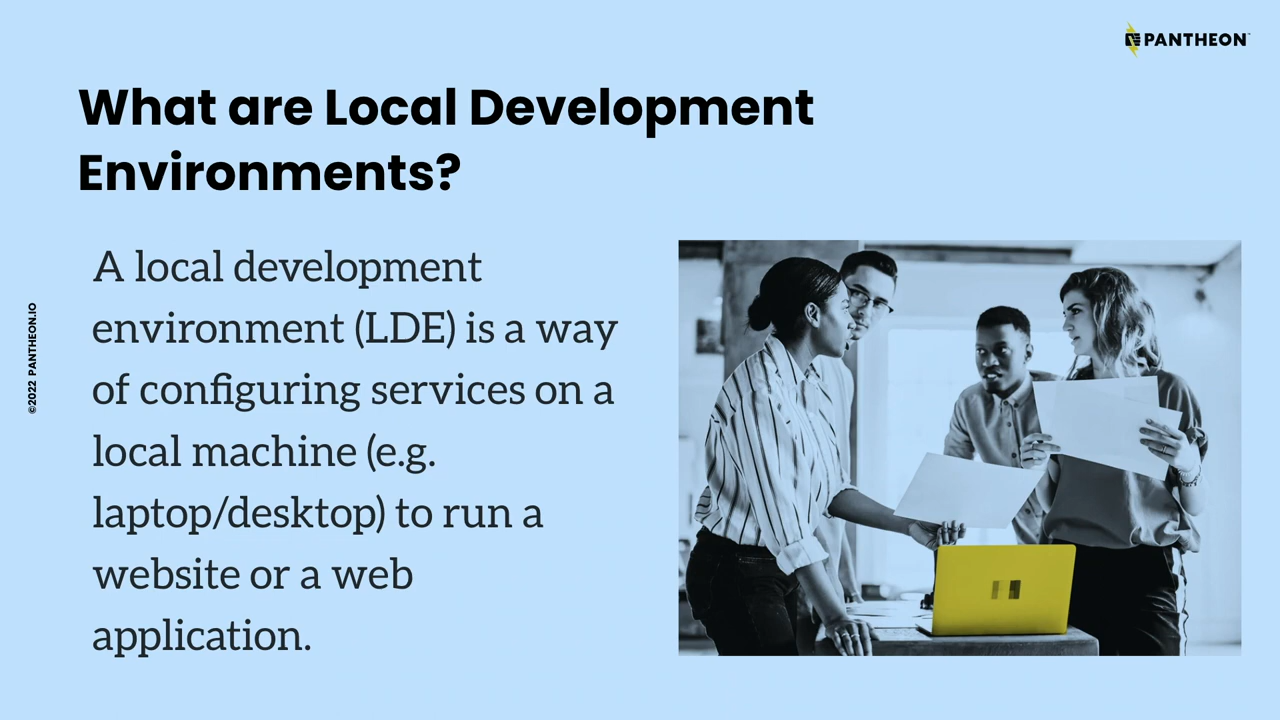 PANTHEON
What are Local Development
Environments?
A local development
environment (LDE) is a way
of configuring services on a
local machine (e.g.
laptop/desktop) to run a
website or a web
application.
©2022 PANTHEON.IO